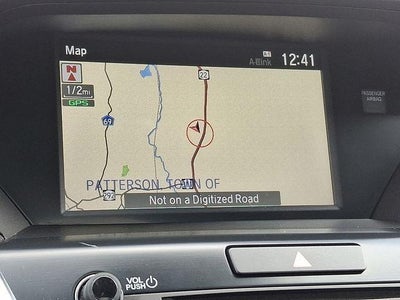 Map
A-Link
12:41
N
1/2mi
GPS
22
69
PATTERSON, TOWN OF
Not on a Digitized Road
PASSENGER
AIRBAG
VOL
PUSH